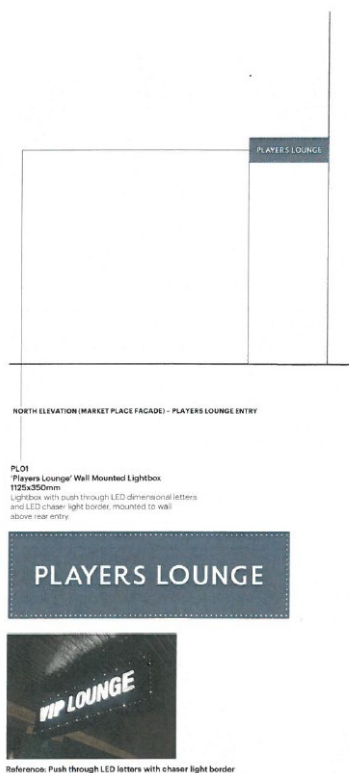 PLAYERS LOUNGE
NORTH ELEVATION (MARKET PLACE FACADE) - PLAYERS LOUNGE ENTRY
PL01
'Players Lounge' Wall Mounted Lightbox
1125x350mm
Lightbox with push through LED dimensional letters
and LED chaser light border, mounted to wall
above rear entry
PLAYERS LOUNGE
VIP LOUNGE
Reference: Push through LED letters with chaser light border